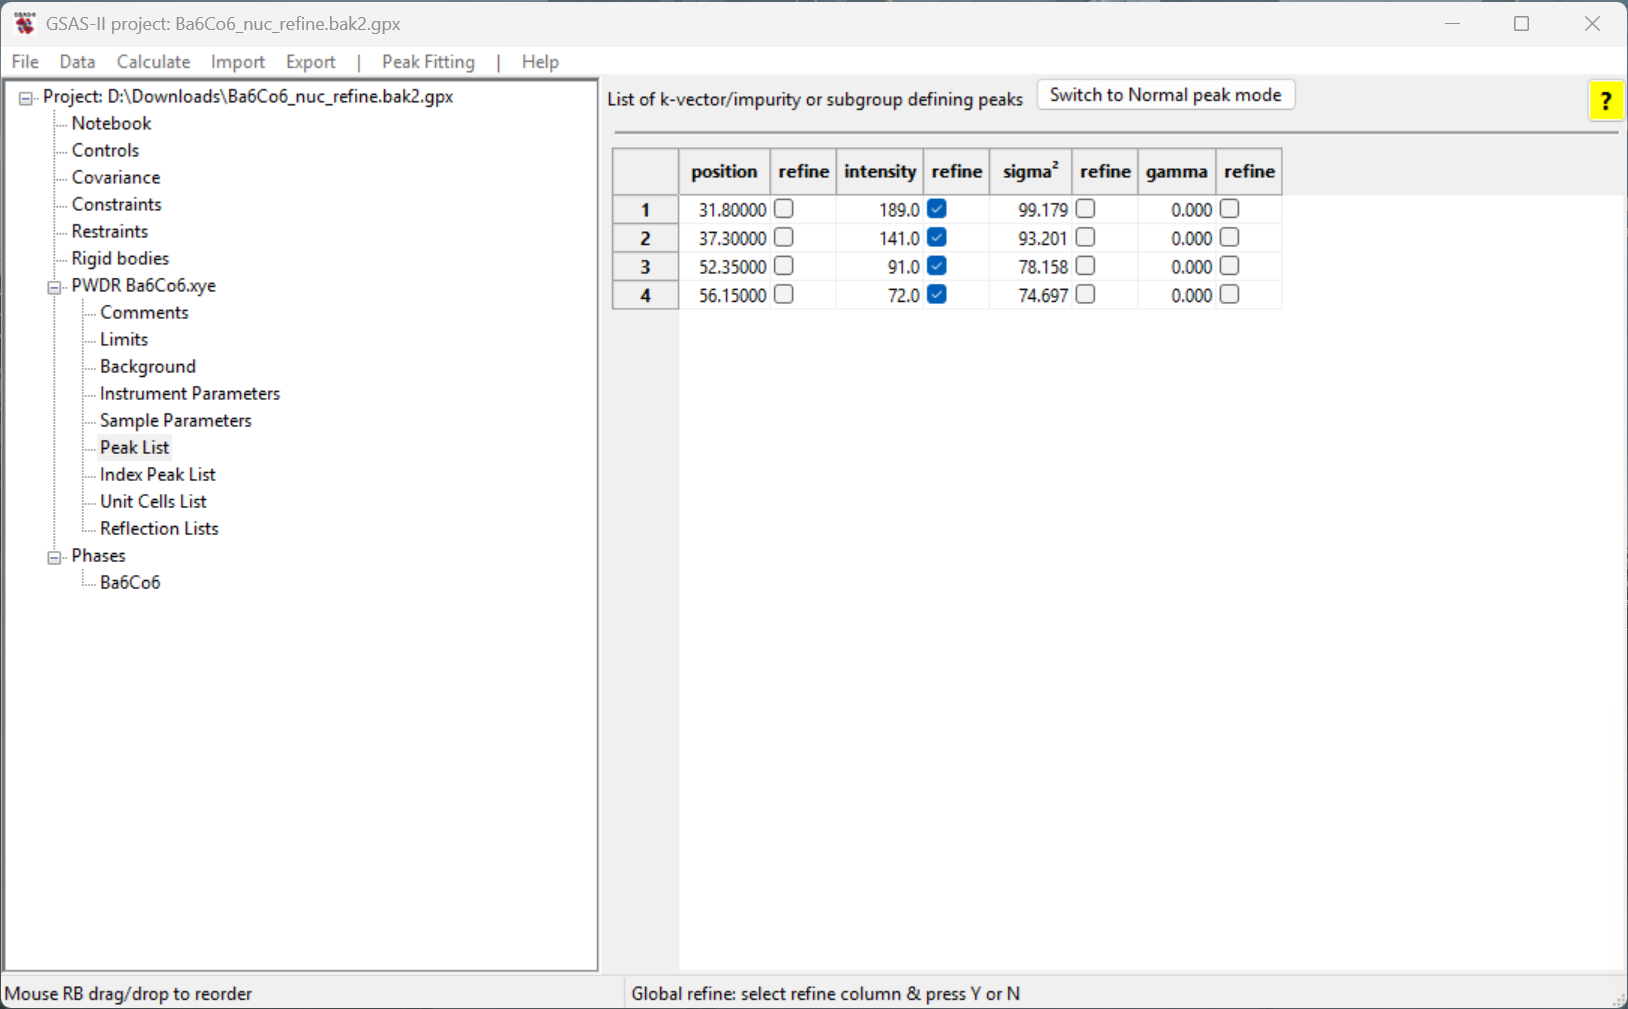 GSAS-II project: Ba6Co6_nuc_refine.bak2.gpx
File Data Calculate Import Export | Peak Fitting | Help
Project: D:\Downloads\Ba6Co6_nuc_refine.bak2.gpx
Notebook
Controls
Covariance
Constraints
Restraints
Rigid bodies
PWDR Ba6Co6.xye
Comments
Limits
Background
Instrument Parameters
Sample Parameters
Peak List
Index Peak List
Unit Cells List
Reflection Lists
Phases
Ba6Co6
List of k-vector/impurity or subgroup defining peaks Switch to Normal peak mode ?
position refine intensity refine sigma² refine gamma refine
1 31.80000 189.0 99.179 0.000
2 37.30000 141.0 93.201 0.000
3 52.35000 91.0 78.158 0.000
4 56.15000 72.0 74.697 0.000
Mouse RB drag/drop to reorder
Global refine: select refine column & press Y or N